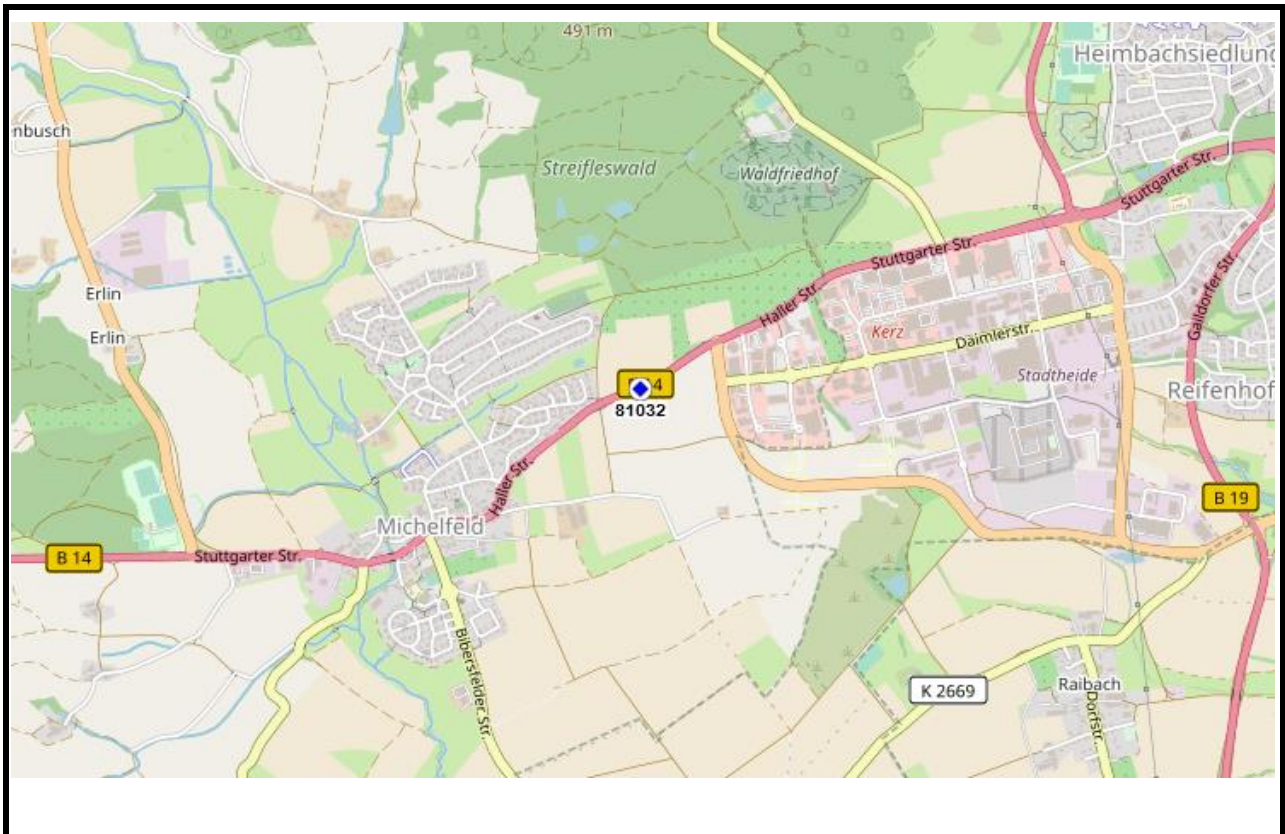 491 m
Heimbachsiedlung
nbusch
Streifleswald
Waldfriedhof
Stuttgarter Str.
Stuttgarter Str.
Gaildorfer Str.
Haller Str.
Erlin
Erlin
Kerz
Daimlerstr.
Stadtheide
Reifenhof
81032
Haller Str.
B 19
Michelfeld
B 14
Stuttgarter Str.
Bibersfelder Str.
K 2669
Raibach
Dorfstr.